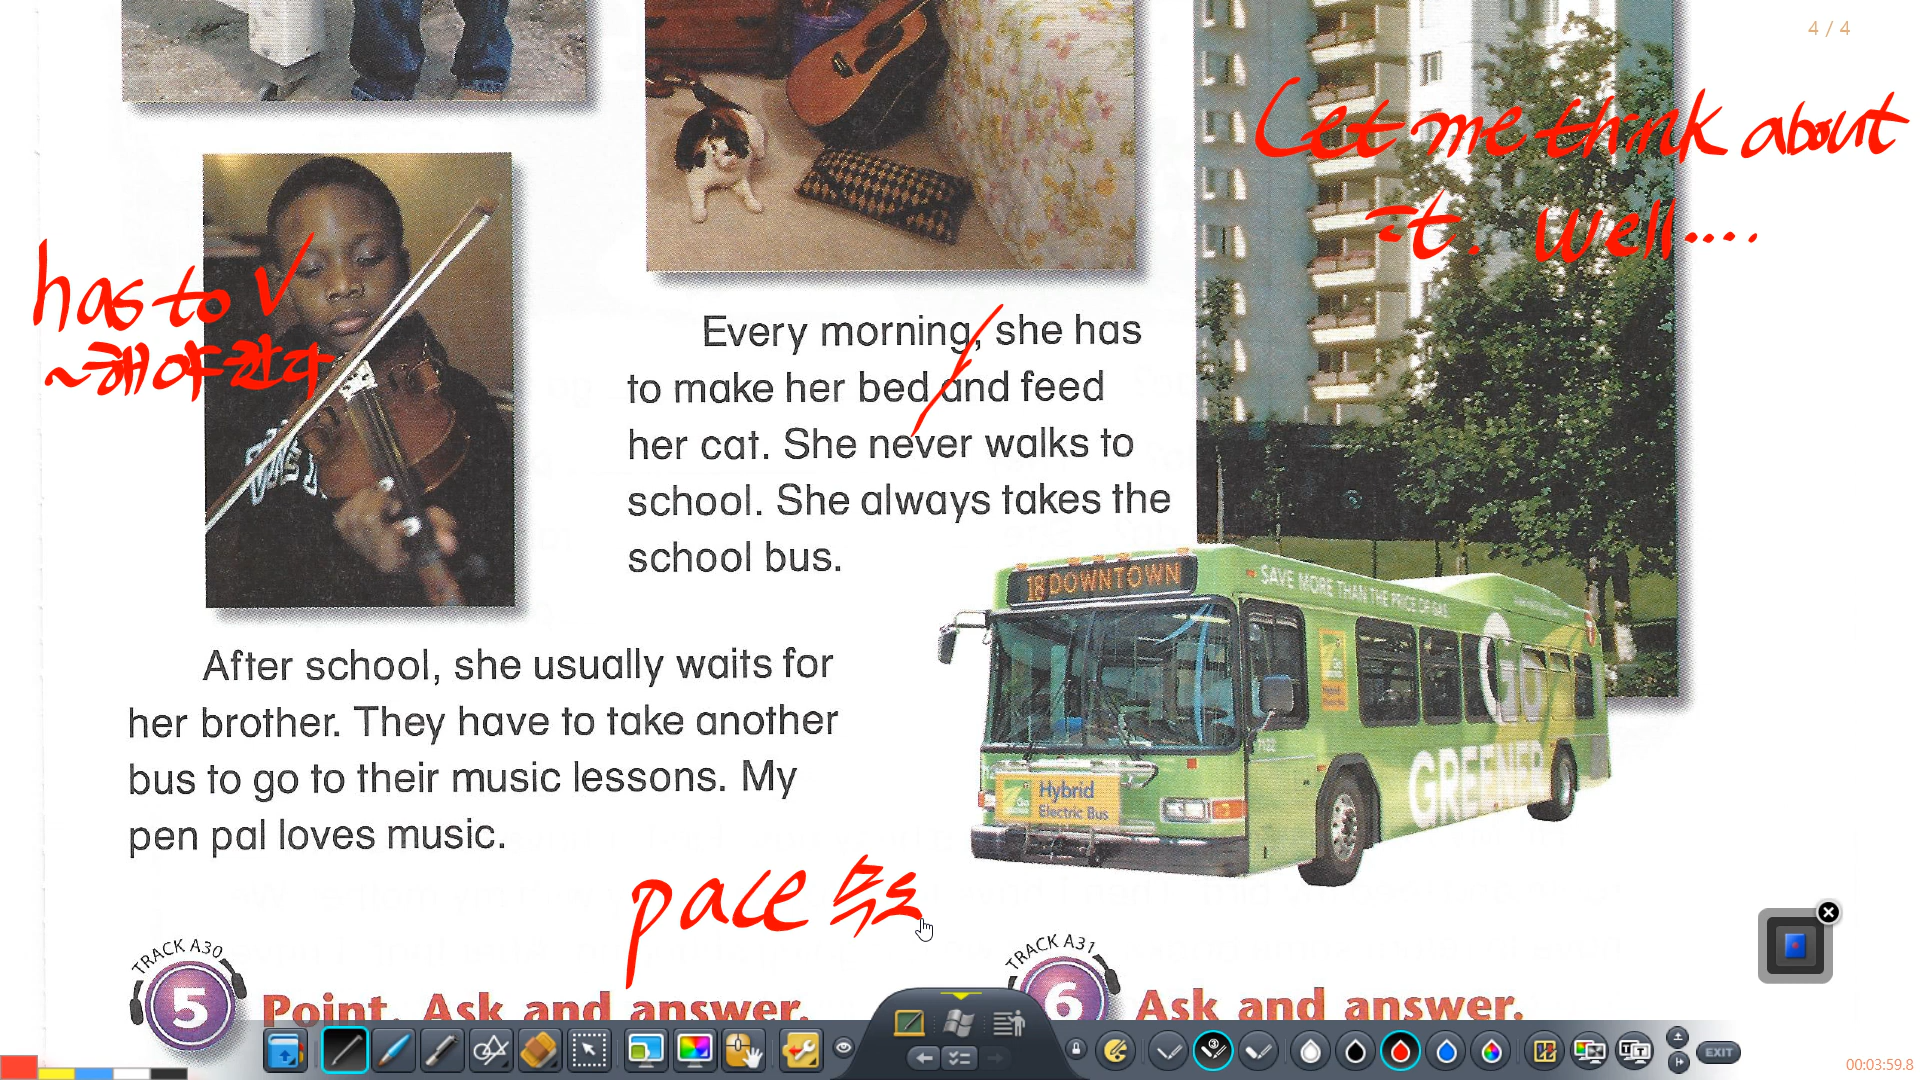 4 / 4
Let me think about
it. Well....
has to V
~해야 한다
Every morning, she has
to make her bed and feed
her cat. She never walks to
school. She always takes the
school bus.
18 DOWNTOWN
SAVE MORE THAN THE PRICE OF GAS
GO
GREENER
Hybrid
Electric Bus
After school, she usually waits for
her brother. They have to take another
bus to go to their music lessons. My
pen pal loves music.
pace 속도
TRACK A30
5 Point. Ask and answer.
TRACK A31
6 Ask and answer.
EXIT
00:03:59.8